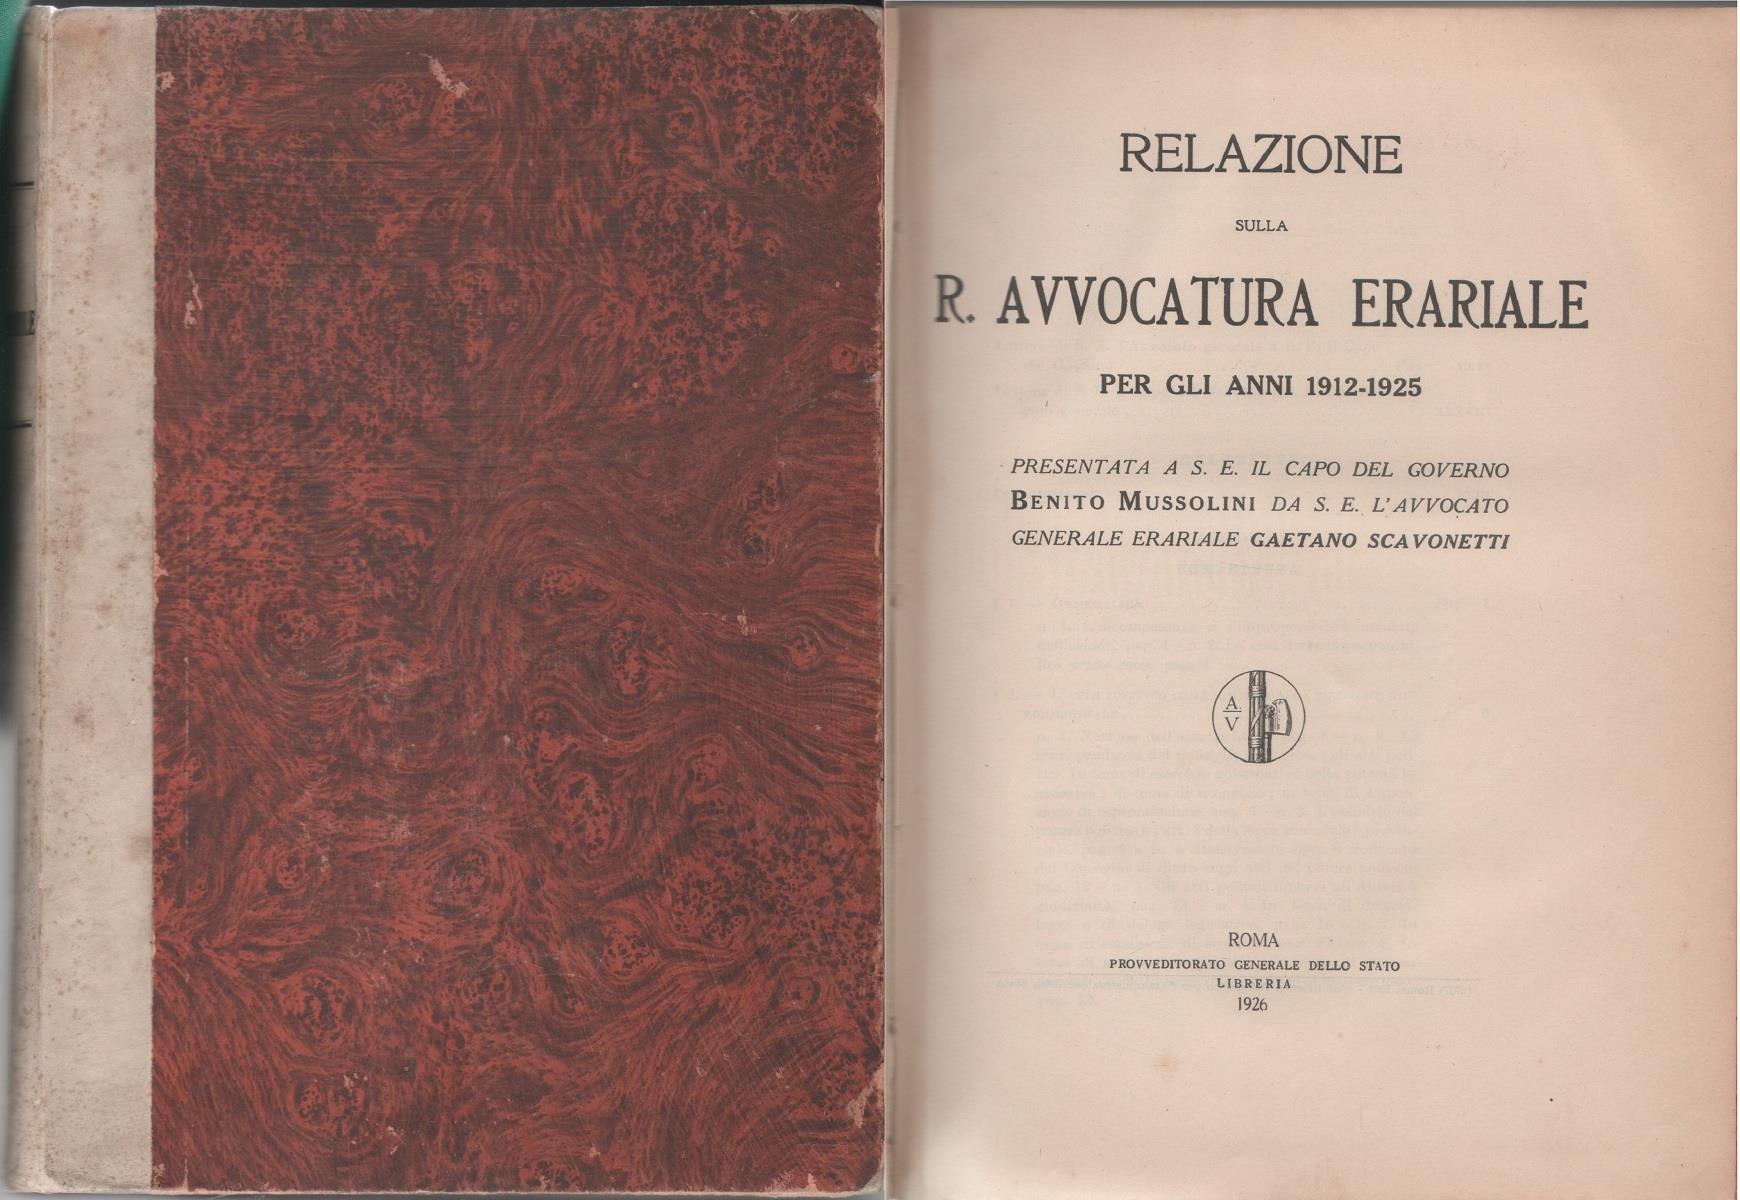 RELAZIONE
SULLA
R. AVVOCATURA ERARIALE
PER GLI ANNI 1912-1925
PRESENTATA A S. E. IL CAPO DEL GOVERNO
BENITO MUSSOLINI DA S. E. L'AVVOCATO
GENERALE ERARIALE GAETANO SCAVONETTI
A
V
ROMA
PROVVEDITORATO GENERALE DELLO STATO
LIBRERIA
1926